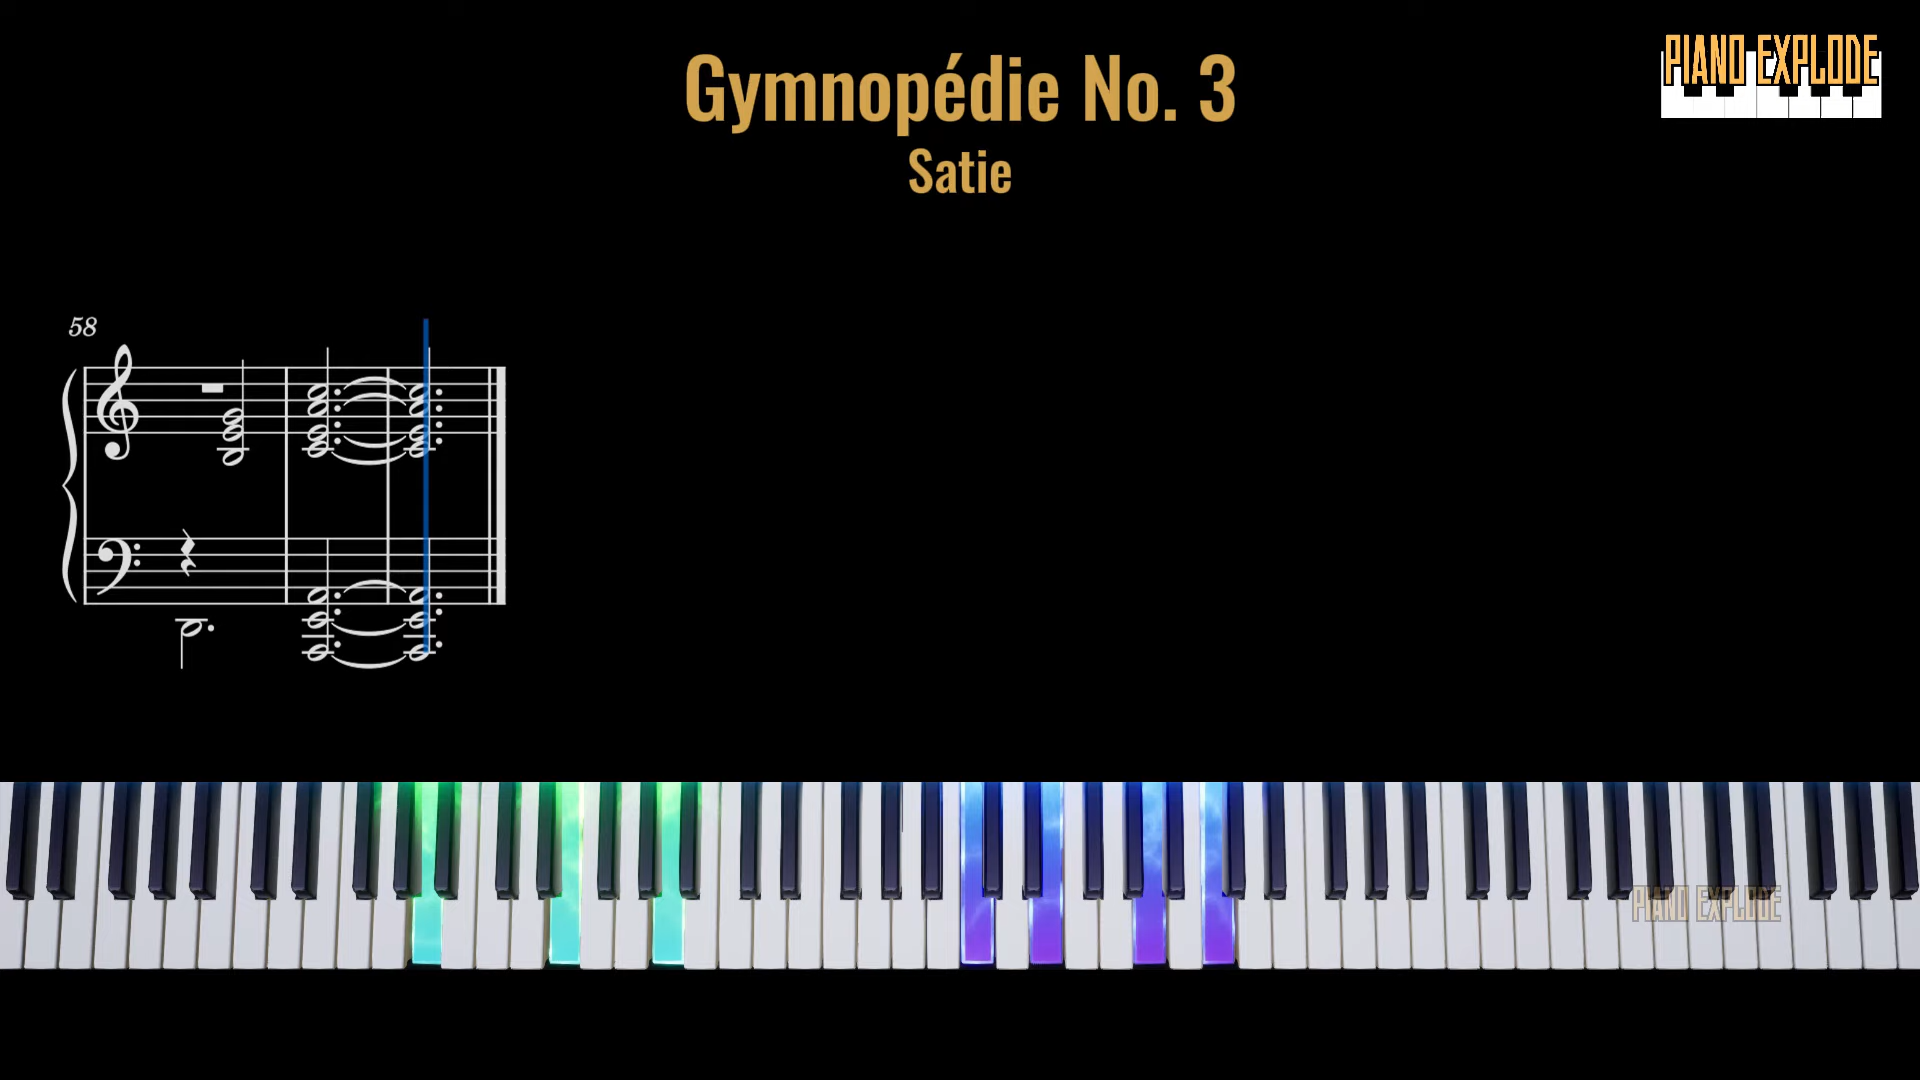 Gymnopédie No. 3
Satie
PIANO EXPLODE
58
PIANO EXPLODE